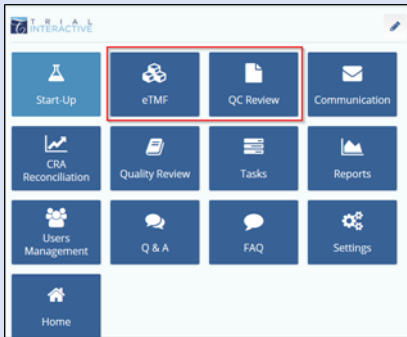 TRIAL
INTERACTIVE
Start-Up
eTMF
QC Review
Communication
CRA
Reconciliation
Quality Review
Tasks
Reports
Users
Management
Q & A
FAQ
Settings
Home